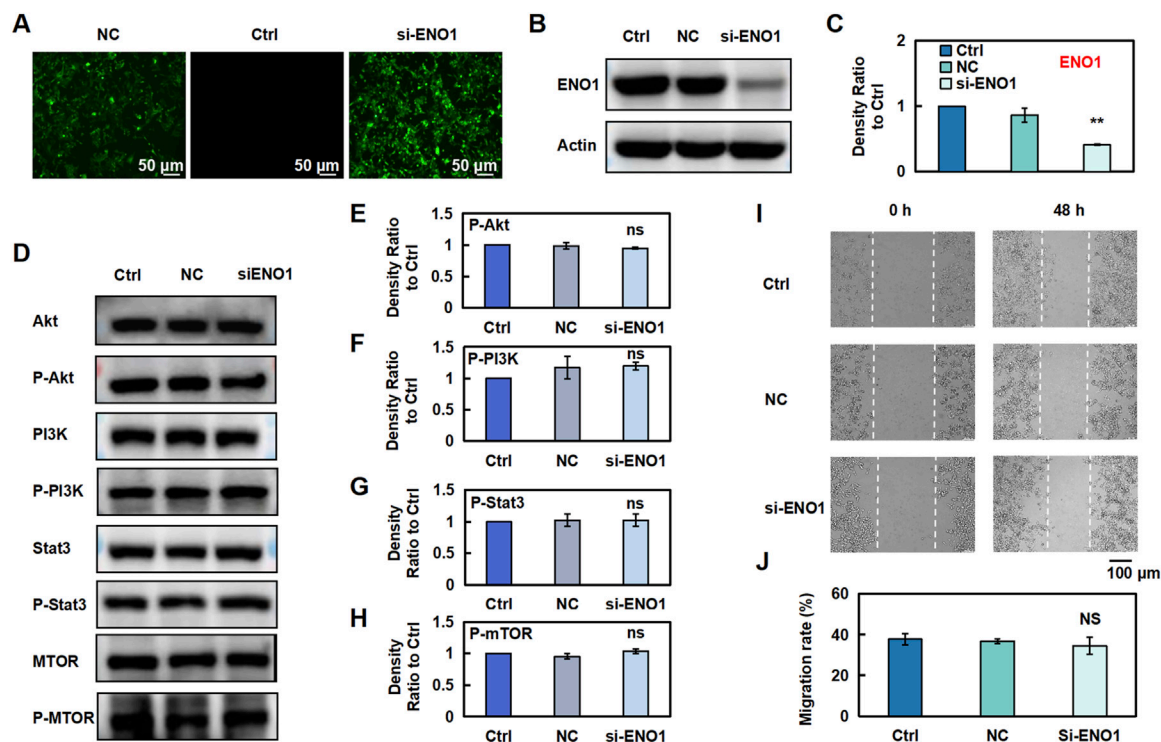 A
NC
Ctrl
si-ENO1
50 µm
50 µm
50 µm
B
Ctrl
NC
si-ENO1
ENO1
Actin
C
Density Ratio
to Ctrl
2
1
0
Ctrl
NC
si-ENO1
ENO1
**
D
Ctrl
NC
siENO1
Akt
P-Akt
PI3K
P-PI3K
Stat3
P-Stat3
MTOR
P-MTOR
E
Density Ratio
to Ctrl
1.5
1
0.5
0
P-Akt
ns
Ctrl
NC
si-ENO1
F
Density Ratio
to Ctrl
1.5
1
0.5
0
P-PI3K
ns
Ctrl
NC
si-ENO1
G
Density
Ratio to Ctrl
1.5
1
0.5
0
P-Stat3
ns
Ctrl
NC
si-ENO1
H
Density
Ratio to Ctrl
1.5
1
0.5
0
P-mTOR
ns
Ctrl
NC
si-ENO1
I
0 h
48 h
Ctrl
NC
si-ENO1
100 µm
J
Migration rate (%)
60
40
20
0
NS
Ctrl
NC
Si-ENO1